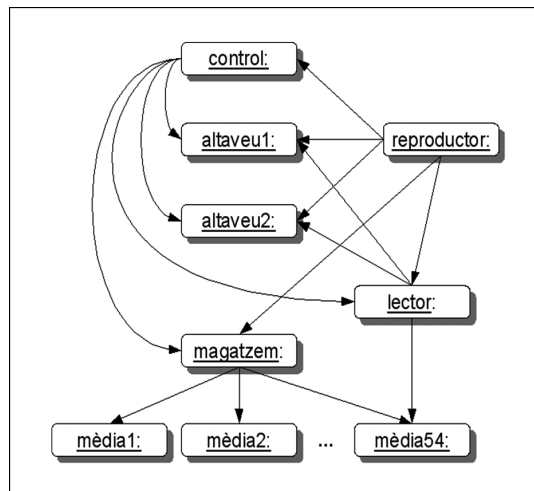 control:
altaveu1:
reproductor:
altaveu2:
lector:
magatzem:
mèdia1:
mèdia2:
...
mèdia54: